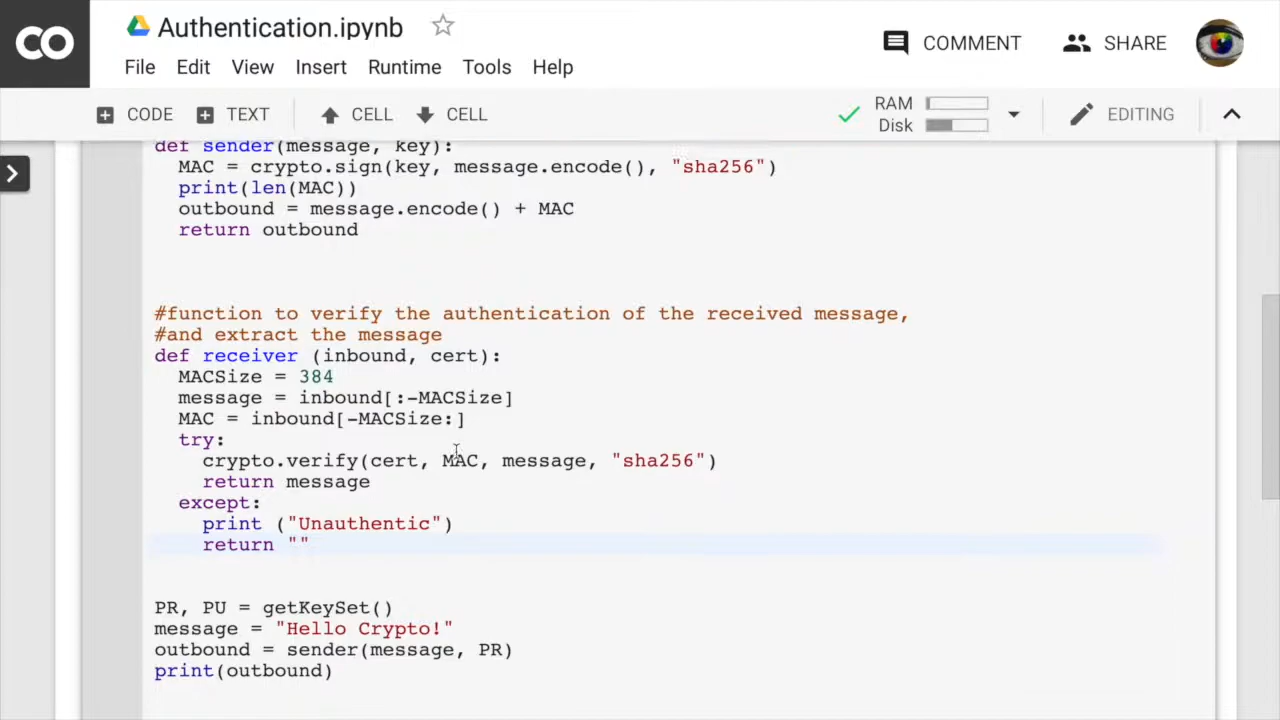 CO
Authentication.ipynb
COMMENT
SHARE
File Edit View Insert Runtime Tools Help
CODE TEXT CELL CELL
RAM
Disk
EDITING
def sender(message, key):
MAC = crypto.sign(key, message.encode(), "sha256")
print(len(MAC))
outbound = message.encode() + MAC
return outbound
#function to verify the authentication of the received message,
#and extract the message
def receiver (inbound, cert):
MACSize = 384
message = inbound[:-MACSize]
MAC = inbound[-MACSize:]
try:
crypto.verify(cert, MAC, message, "sha256")
return message
except:
print ("Unauthentic")
return ""
PR, PU = getKeySet()
message = "Hello Crypto!"
outbound = sender(message, PR)
print(outbound)